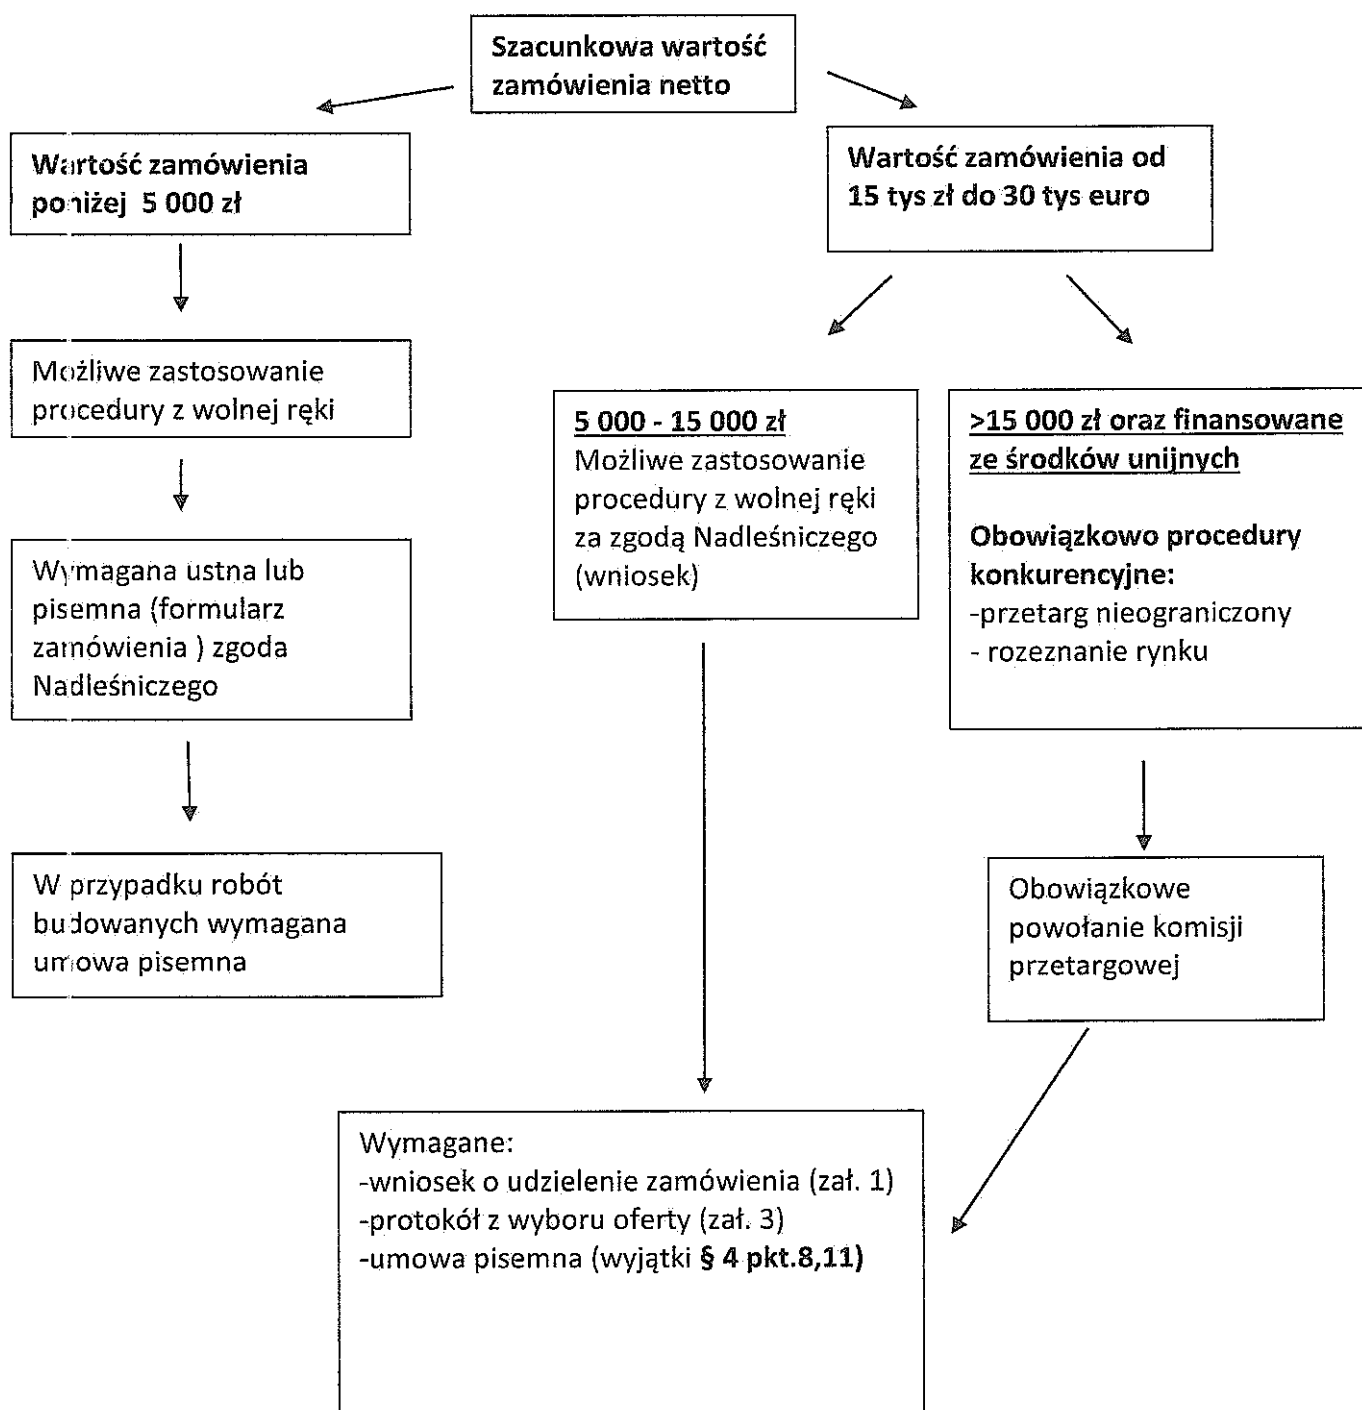 Szacunkowa wartość
zamówienia netto
Wartość zamówienia
poniżej 5 000 zł
Wartość zamówienia od
15 tys zł do 30 tys euro
Możliwe zastosowanie
procedury z wolnej ręki
5 000 - 15 000 zł
Możliwe zastosowanie
procedury z wolnej ręki
za zgodą Nadleśniczego
(wniosek)
>15 000 zł oraz finansowane
ze środków unijnych
Obowiązkowo procedury
konkurencyjne:
-przetarg nieograniczony
- rozeznanie rynku
Wymagana ustna lub
pisemna (formularz
zamówienia ) zgoda
Nadleśniczego
W przypadku robót
budowanych wymagana
umowa pisemna
Obowiązkowe
powołanie komisji
przetargowej
Wymagane:
-wniosek o udzielenie zamówienia (zał. 1)
-protokół z wyboru oferty (zał. 3)
-umowa pisemna (wyjątki § 4 pkt.8,11)